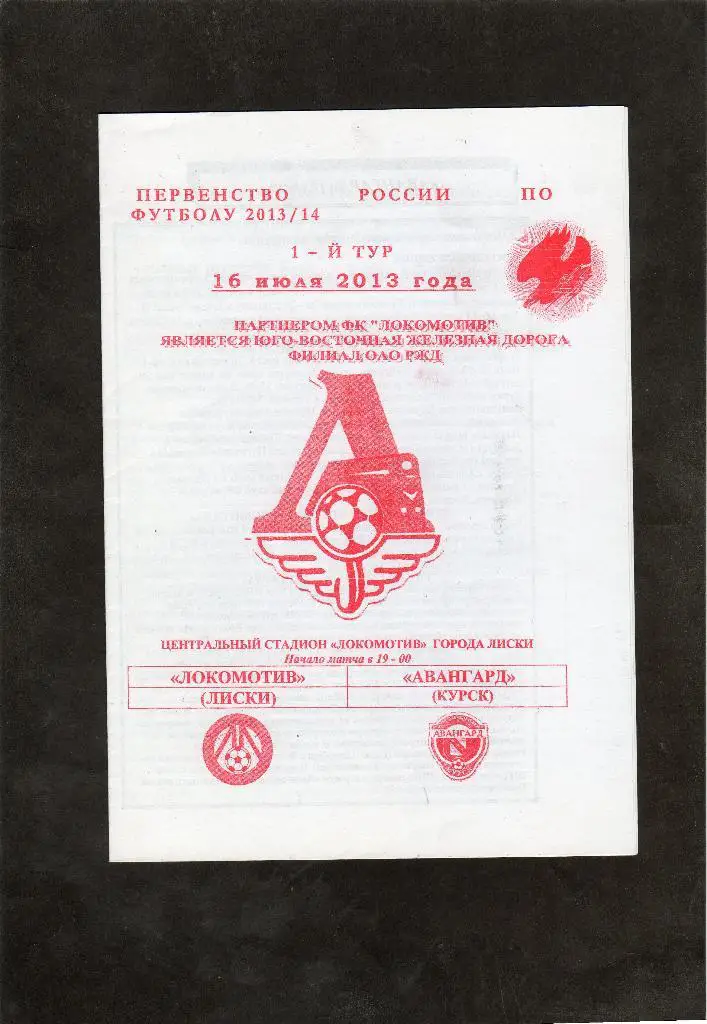 ПЕРВЕНСТВО РОССИИ ПО
ФУТБОЛУ 2013/14
1 - Й ТУР
16 июля 2013 года
ПАРТНЕРОМ ФК "ЛОКОМОТИВ"
ЯВЛЯЕТСЯ ЮГО-ВОСТОЧНАЯ ЖЕЛЕЗНАЯ ДОРОГА
ФИЛИАЛ ОАО РЖД
ЦЕНТРАЛЬНЫЙ СТАДИОН «ЛОКОМОТИВ» ГОРОДА ЛИСКИ
Начало матча в 19 - 00
«ЛОКОМОТИВ» «АВАНГАРД»
(ЛИСКИ) (КУРСК)
АВАНГАРД